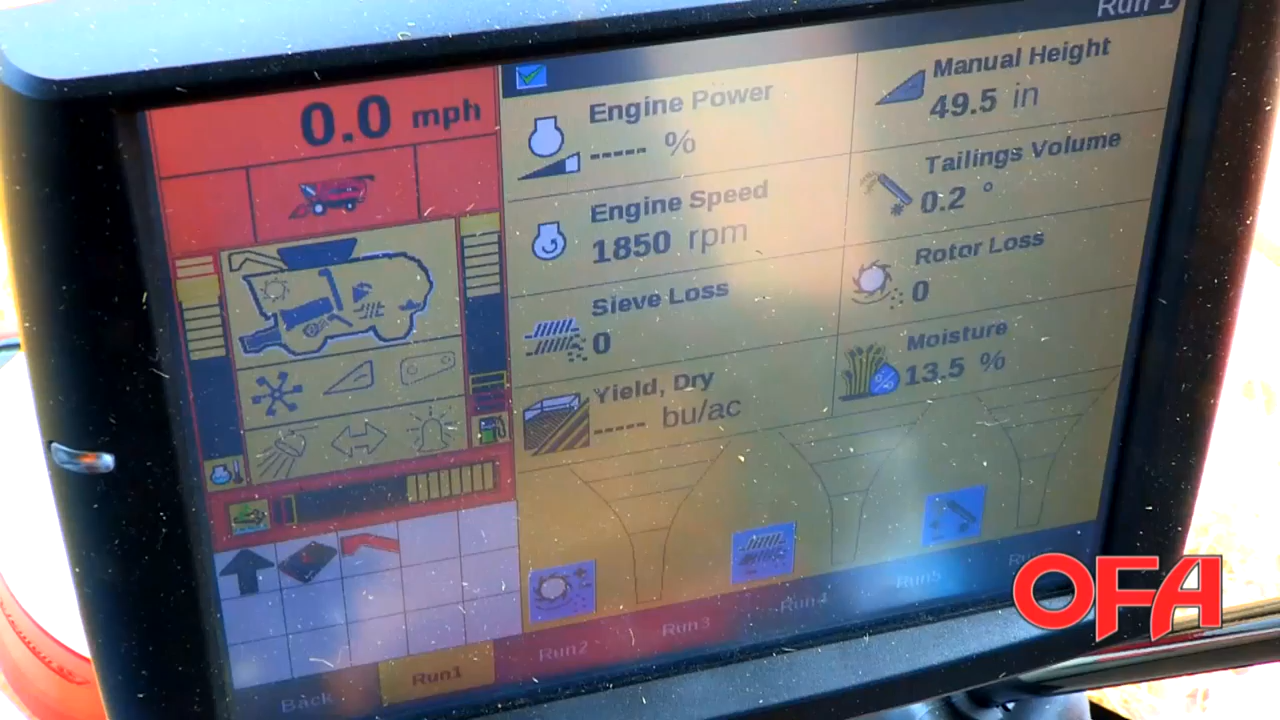 Run 1
0.0 mph
Engine Power
----- %
Manual Height
49.5 in
Engine Speed
1850 rpm
Tailings Volume
0.2 °
Sieve Loss
0
Rotor Loss
0
Yield, Dry
----- bu/ac
Moisture
13.5 %
Back
Run1
Run2
Run3
Run4
Run5
OFA